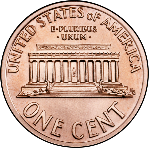 UNITED STATES OF AMERICA
E·PLURIBUS
·UNUM·
ONE CENT